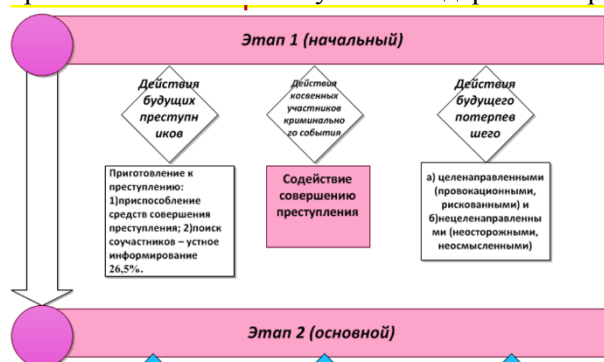 Этап 1 (начальный)
Действия
будущих
преступн
иков
Действия
косвенных
участников
криминально
го события
Действия
будущего
потерпев
шего
Приготовление к
преступлению:
1)приспособление
средств совершения
преступления; 2)поиск
соучастников – устное
информирование
26,5%.
Содействие
совершению
преступления
а) целенаправленными
(провокационными,
рискованными) и
б)нецеленаправленны
ми (неосторожными,
неосмысленными)
Этап 2 (основной)